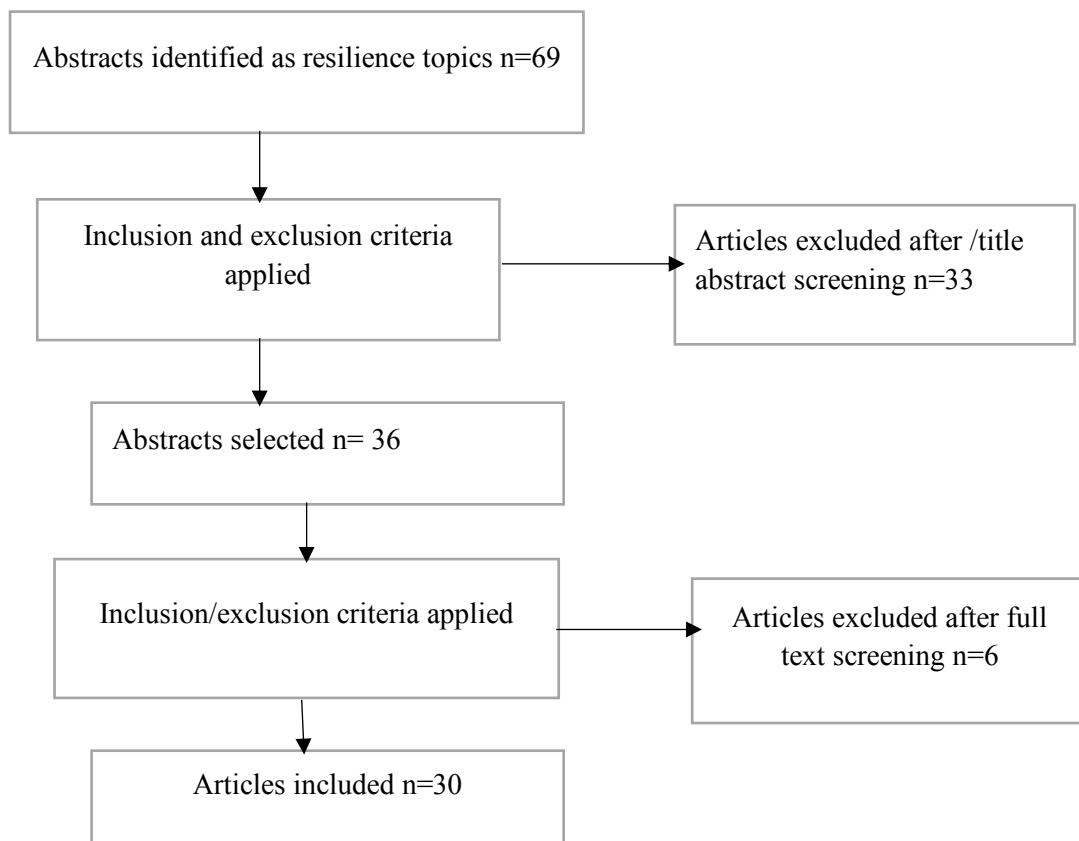 Abstracts identified as resilience topics n=69
Inclusion and exclusion criteria
applied
Articles excluded after /title
abstract screening n=33
Abstracts selected n= 36
Inclusion/exclusion criteria applied
Articles excluded after full
text screening n=6
Articles included n=30